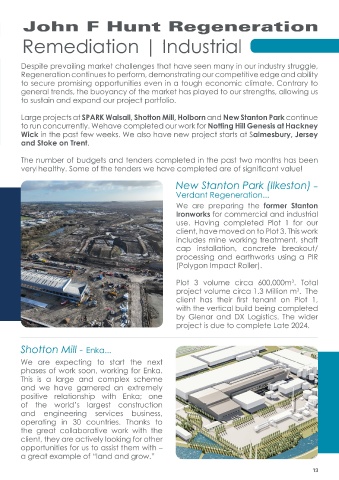 John F Hunt Regeneration
Remediation | Industrial
Despite prevailing market challenges that have seen many in our industry struggle,
Regeneration continues to perform, demonstrating our competitive edge and ability
to secure promising opportunities even in a tough economic climate. Contrary to
general trends, the buoyancy of the market has played to our strengths, allowing us
to sustain and expand our project portfolio.
Large projects at SPARK Walsall, Shotton Mill, Holborn and New Stanton Park continue
to run concurrently. Wehave completed our work for Notting Hill Genesis at Hackney
Wick in the past few weeks. We also have new project starts at Salmesbury, Jersey
and Stoke on Trent.
The number of budgets and tenders completed in the past two months has been
very healthy. Some of the tenders we have completed are of significant value!
New Stanton Park (Ilkeston) –
Verdant Regeneration...
We are preparing the former Stanton
Ironworks for commercial and industrial
use. Having completed Plot 1 for our
client, have moved on to Plot 3. This work
includes mine working treatment, shaft
cap installation, concrete breakout/
processing and earthworks using a PIR
(Polygon Impact Roller).
Plot 3 volume circa 600,000m³. Total
project volume circa 1.3 Million m³. The
client has their first tenant on Plot 1,
with the vertical build being completed
by Glenar and DX Logistics. The wider
project is due to complete Late 2024.
Shotton Mill - Enka...
We are expecting to start the next
phases of work soon, working for Enka.
This is a large and complex scheme
and we have garnered an extremely
positive relationship with Enka; one
of the world's largest construction
and engineering services business,
operating in 30 countries. Thanks to
the great collaborative work with the
client, they are actively looking for other
opportunities for us to assist them with –
a great example of "land and grow."
13